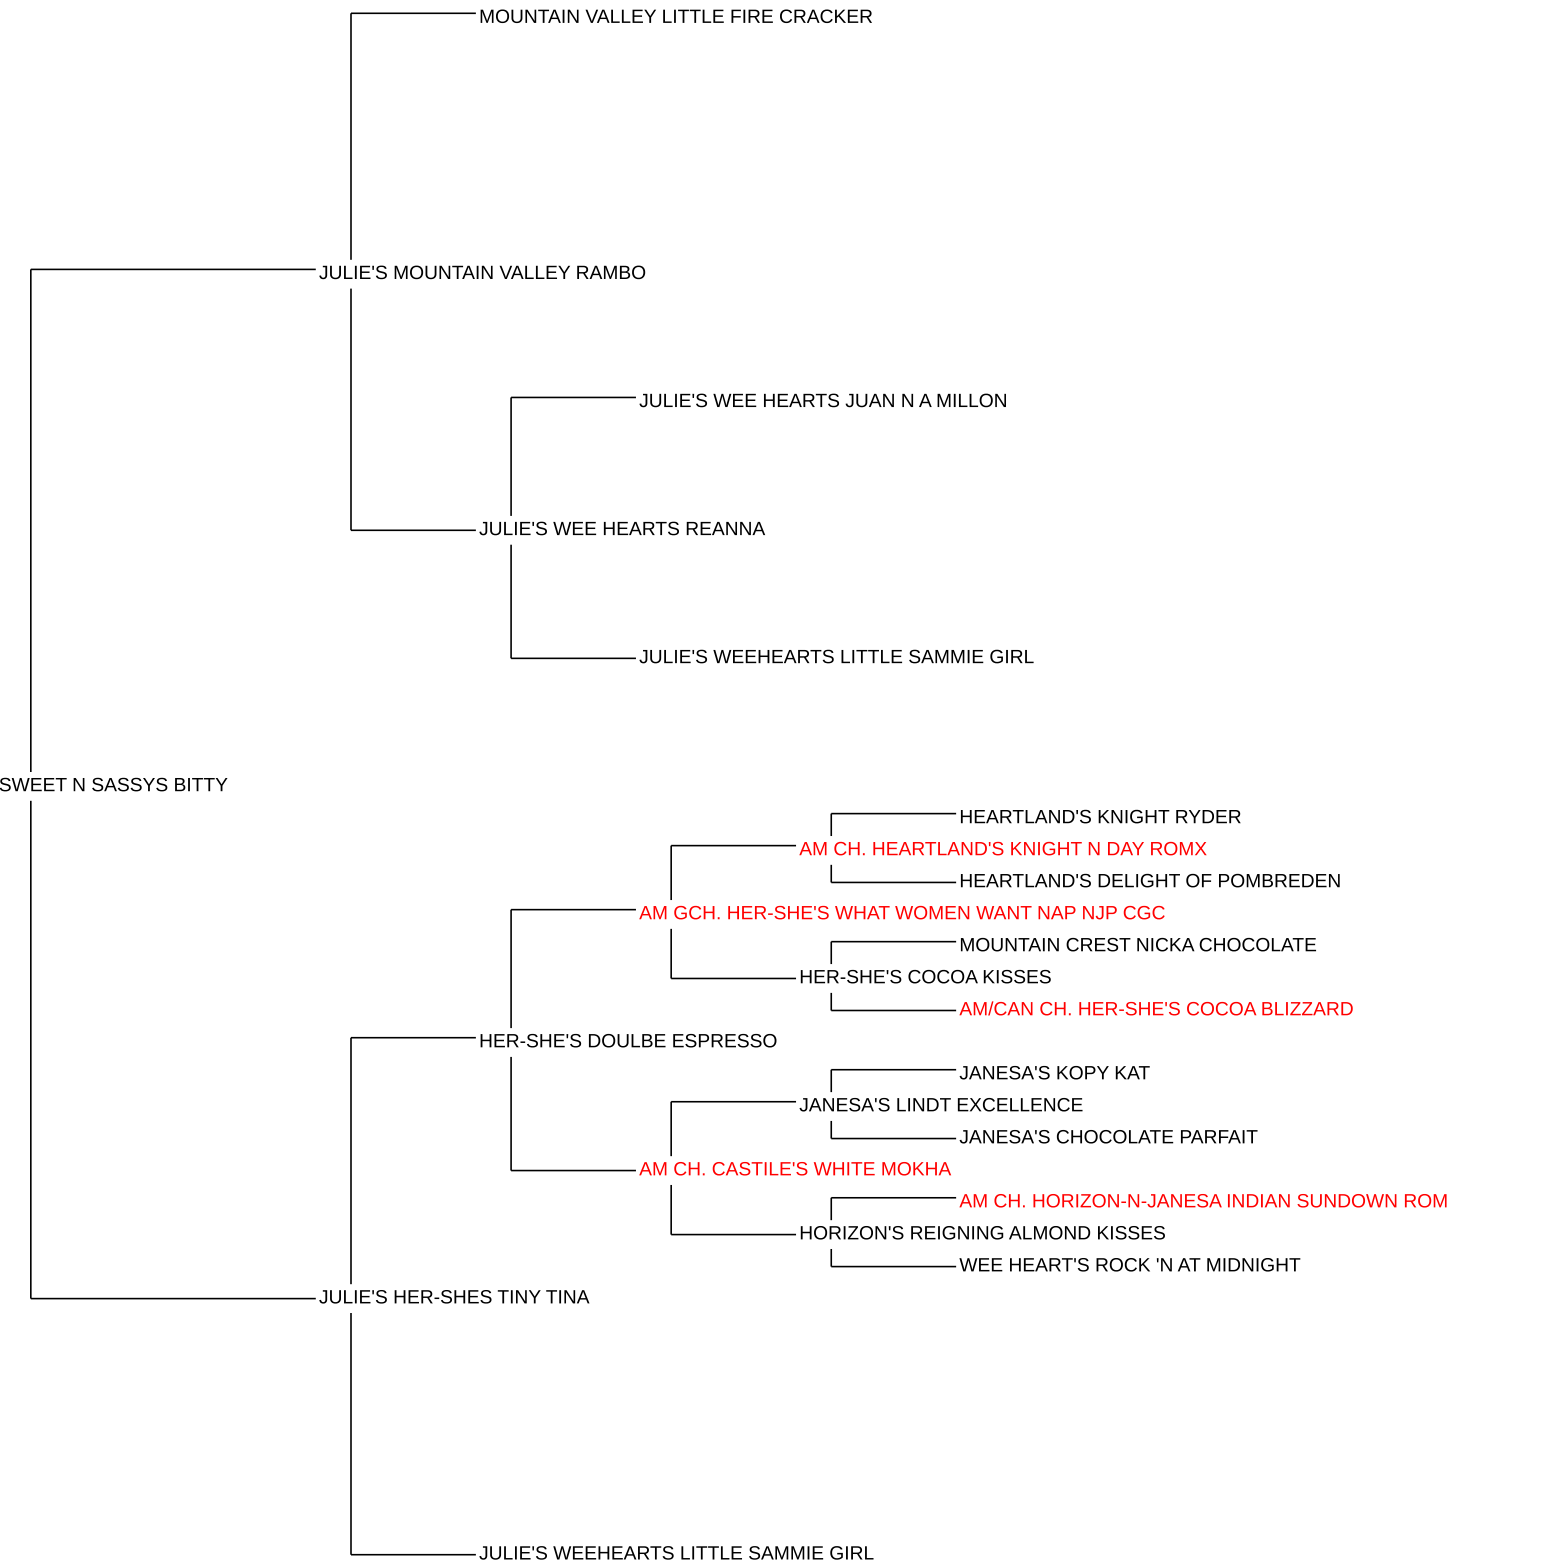 MOUNTAIN VALLEY LITTLE FIRE CRACKER
JULIE'S MOUNTAIN VALLEY RAMBO
JULIE'S WEE HEARTS JUAN N A MILLON
JULIE'S WEE HEARTS REANNA
JULIE'S WEEHEARTS LITTLE SAMMIE GIRL
SWEET N SASSYS BITTY
HEARTLAND'S KNIGHT RYDER
AM CH. HEARTLAND'S KNIGHT N DAY ROMX
HEARTLAND'S DELIGHT OF POMBREDEN
AM GCH. HER-SHE'S WHAT WOMEN WANT NAP NJP CGC
MOUNTAIN CREST NICKA CHOCOLATE
HER-SHE'S COCOA KISSES
AM/CAN CH. HER-SHE'S COCOA BLIZZARD
HER-SHE'S DOULBE ESPRESSO
JANESA'S KOPY KAT
JANESA'S LINDT EXCELLENCE
JANESA'S CHOCOLATE PARFAIT
AM CH. CASTILE'S WHITE MOKHA
AM CH. HORIZON-N-JANESA INDIAN SUNDOWN ROM
HORIZON'S REIGNING ALMOND KISSES
WEE HEART'S ROCK 'N AT MIDNIGHT
JULIE'S HER-SHES TINY TINA
JULIE'S WEEHEARTS LITTLE SAMMIE GIRL